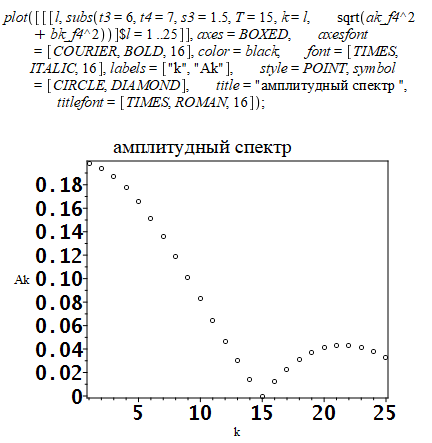 plot([[[l, subs(t3 = 6, t4 = 7, s3 = 1.5, T = 15, k = l, sqrt(ak_f4^2
+ bk_f4^2))]$l = 1 ..25]], axes = BOXED, axesfont
= [COURIER, BOLD, 16], color = black, font = [TIMES,
ITALIC, 16], labels = ["k", "Ak"], style = POINT, symbol
= [CIRCLE, DIAMOND], title = "амплитудный спектр ",
titlefont = [TIMES, ROMAN, 16]);
амплитудный спектр
0.18
0.16
0.14
0.12
0.10
Ak 0.08
0.06
0.04
0.02
0
5 10 15 20 25
k